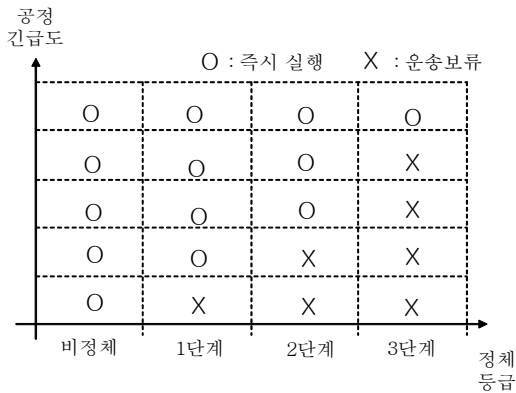 공정
긴급도
O : 즉시 실행 X : 운송보류
O O O O
O O O X
O O O X
O O X X
O X X X
비정체 1단계 2단계 3단계
정체
등급